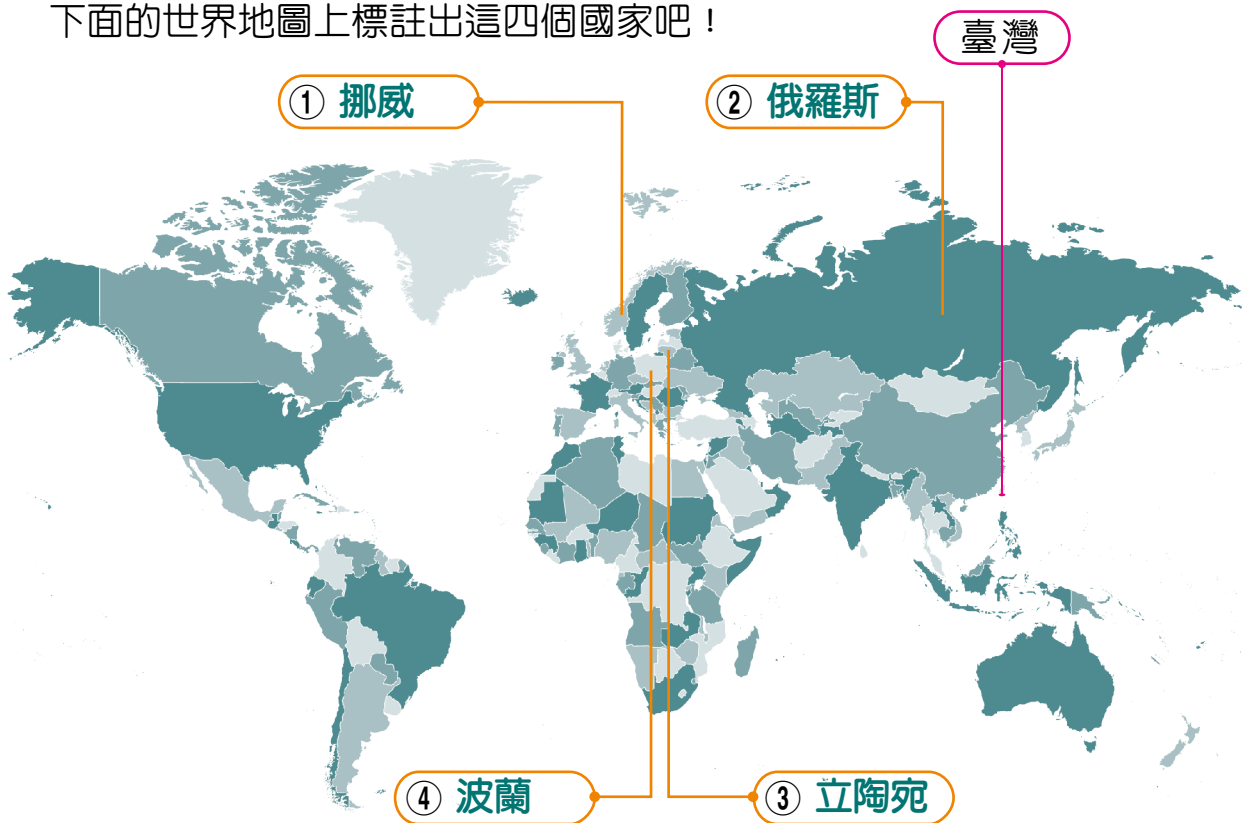 下面的世界地圖上標註出這四個國家吧！
臺灣
① 挪威
② 俄羅斯
④ 波蘭
③ 立陶宛